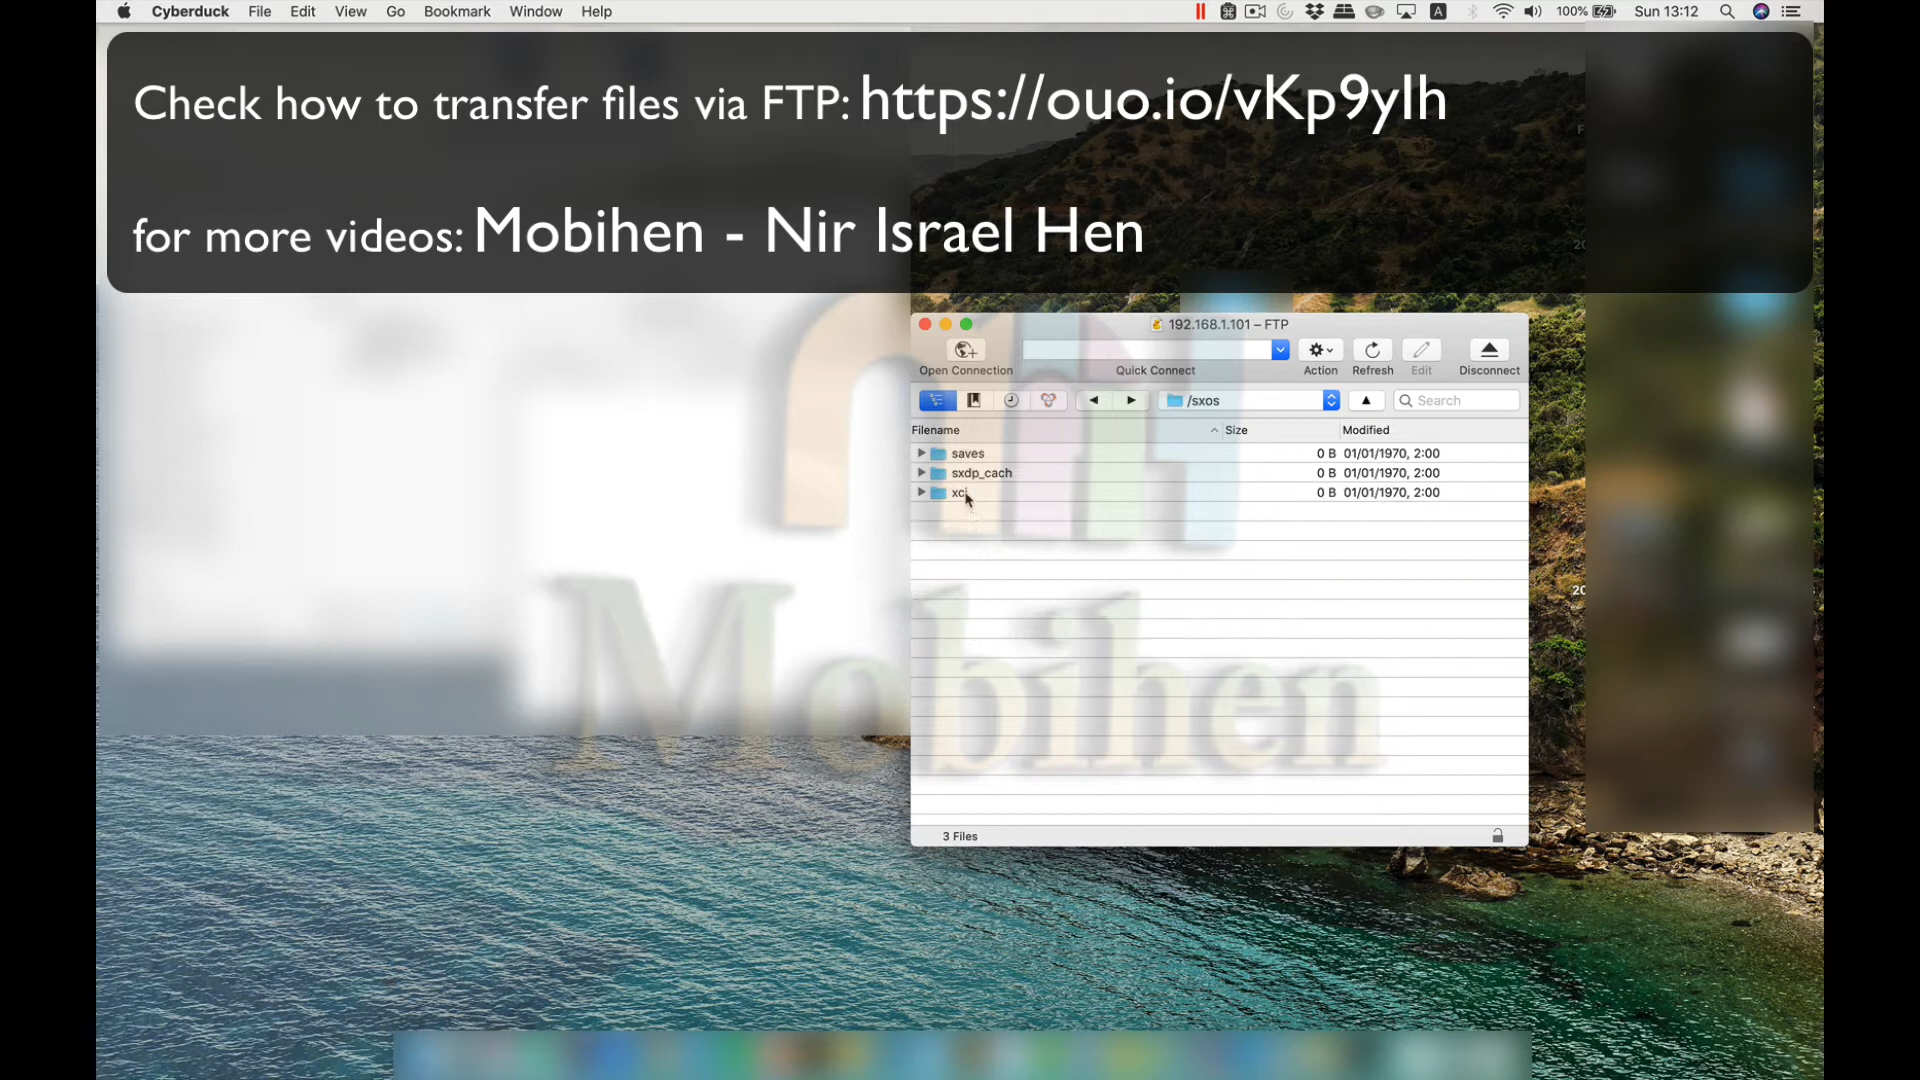 Cyberduck File Edit View Go Bookmark Window Help A 100% Sun 13:12
Check how to transfer files via FTP: https://ouo.io/vKp9yIh
for more videos: Mobihen - Nir Israel Hen
192.168.1.101 – FTP
Open Connection Quick Connect Action Refresh Edit Disconnect
/sxos Search
Filename Size Modified
saves 0 B 01/01/1970, 2:00
sxdp_cach 0 B 01/01/1970, 2:00
xci 0 B 01/01/1970, 2:00
Mobihen
3 Files